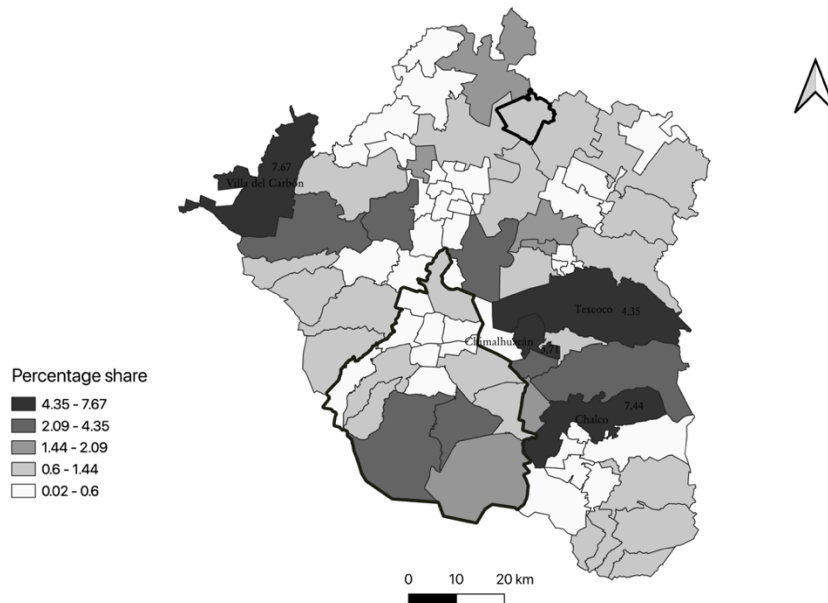 7.67
Villa del Carbón
Texcoco 4.35
Chimalhuacán
7.44
Chalco
Percentage share
4.35 - 7.67
2.09 - 4.35
1.44 - 2.09
0.6 - 1.44
0.02 - 0.6
0 10 20 km